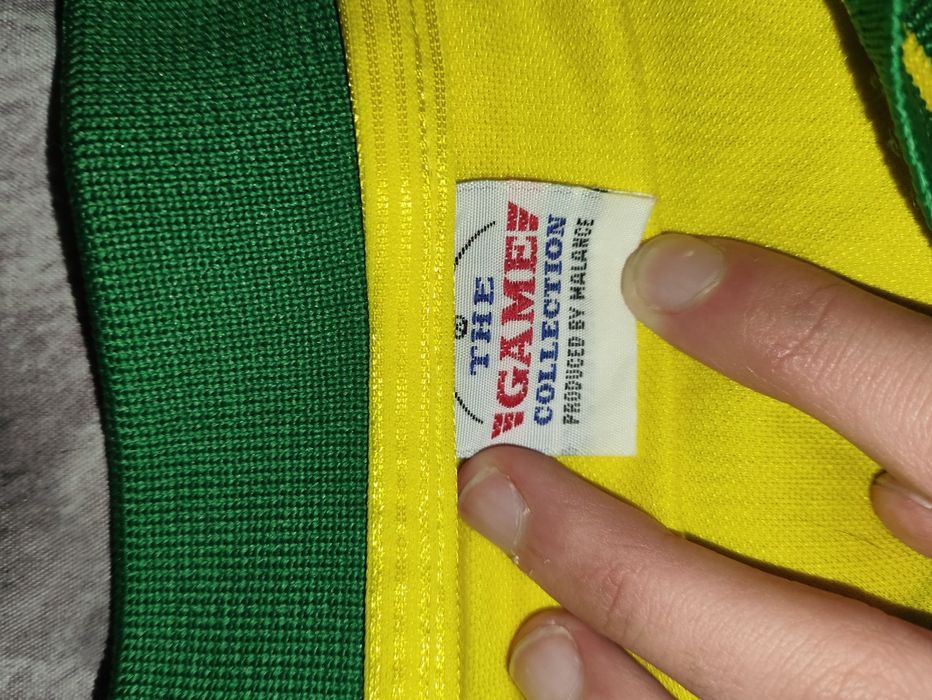 ®
THE
GAME
COLLECTION
PRODUCED BY MALANCE